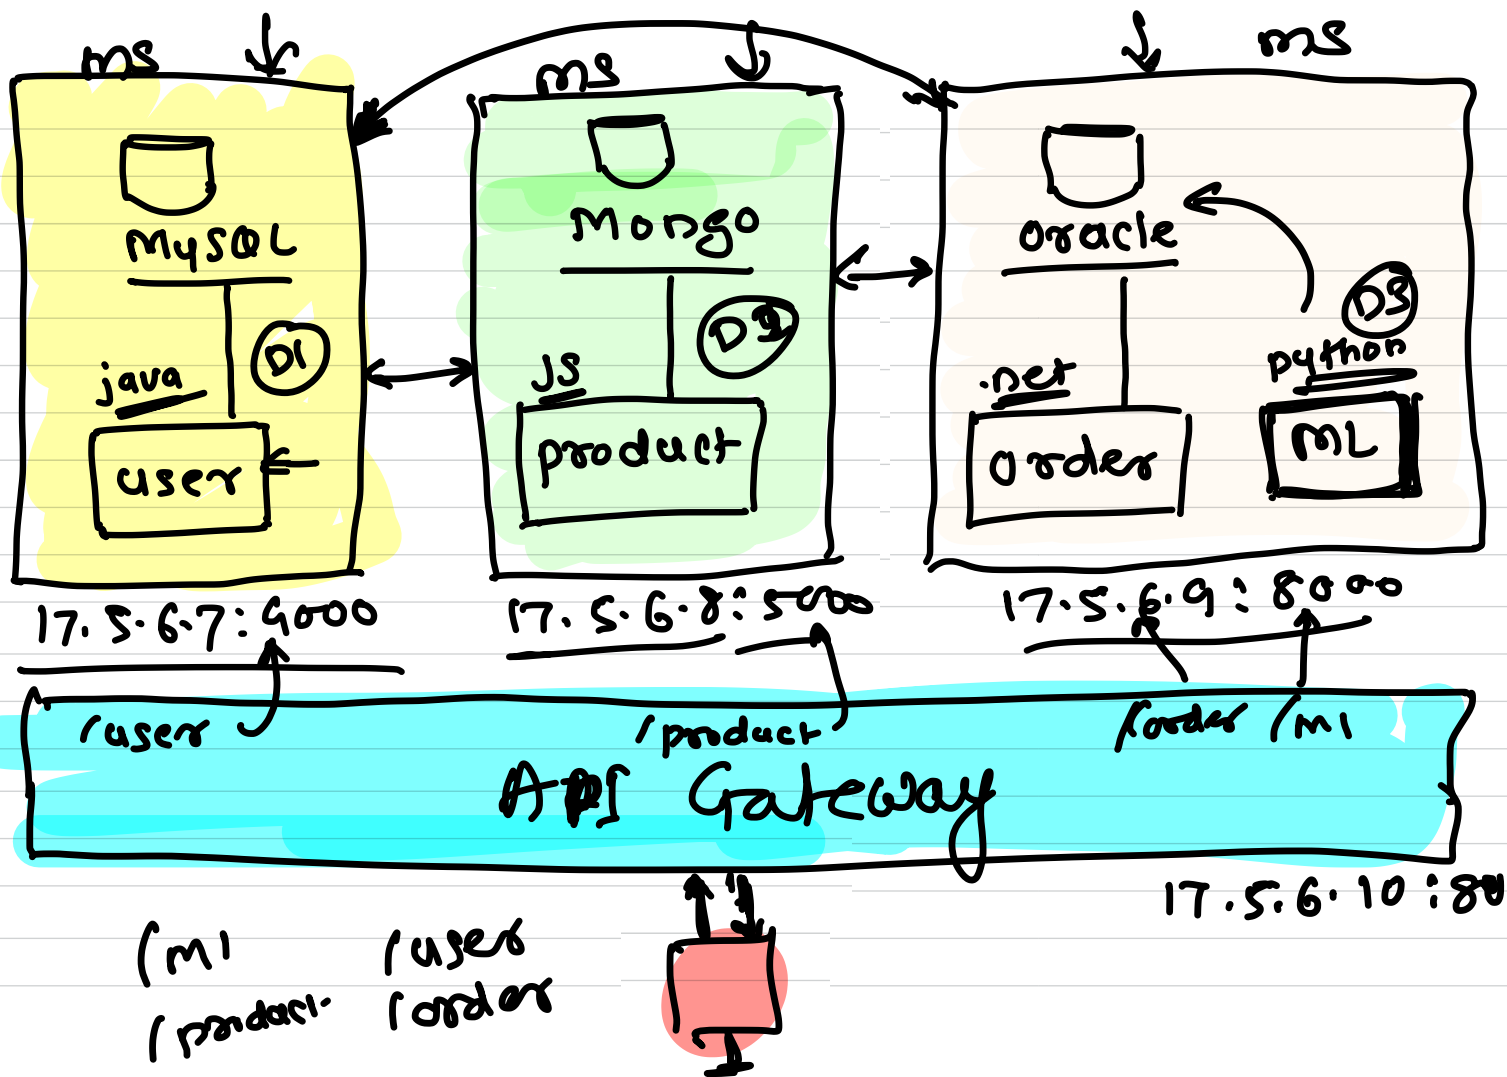 ms
ms
ms
MySQL
Mongo
oracle
D1
D3
java
JS
.net
python
user
product
order
ML
17.5.6.7:9000
17.5.6.8:5000
17.5.6.9:8000
/user
/product
/order /ml
API Gateway
17.5.6.10:80
/ml /user
/product /order